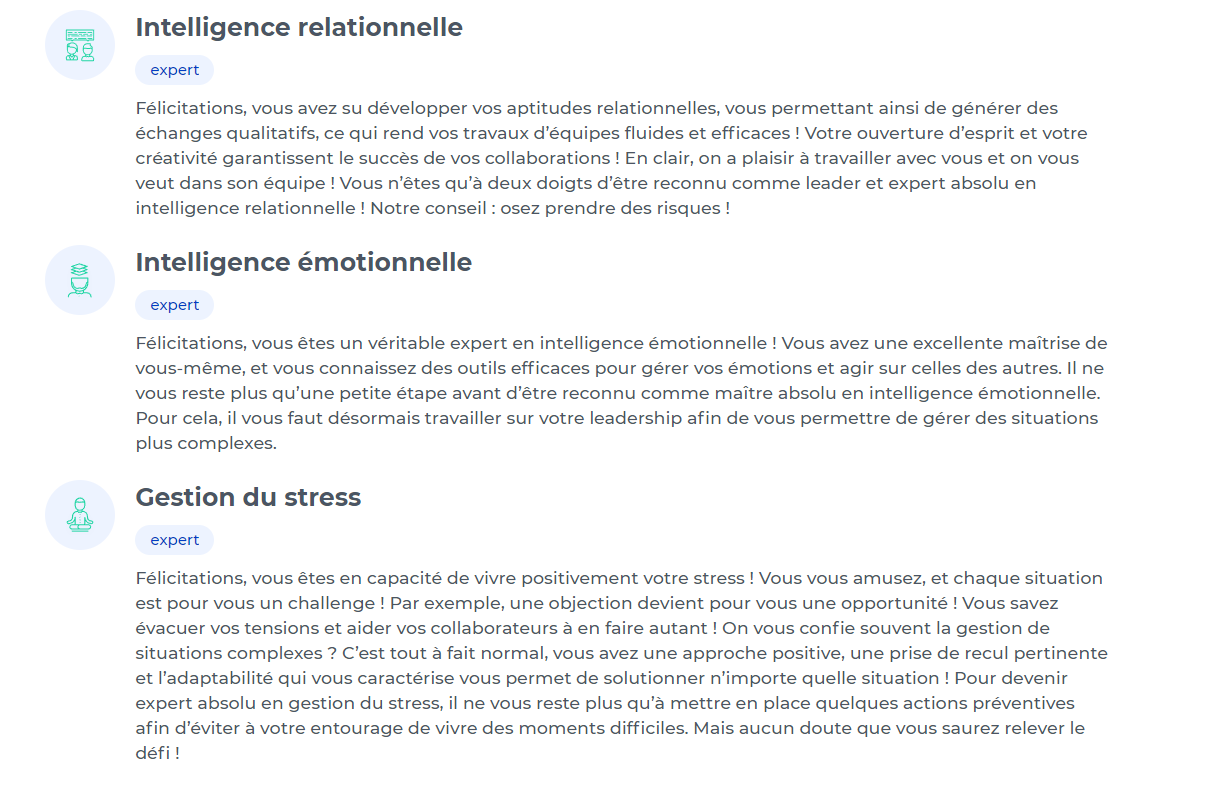 Intelligence relationnelle
expert
Félicitations, vous avez su développer vos aptitudes relationnelles, vous permettant ainsi de générer des
échanges qualitatifs, ce qui rend vos travaux d’équipes fluides et efficaces ! Votre ouverture d’esprit et votre
créativité garantissent le succès de vos collaborations ! En clair, on a plaisir à travailler avec vous et on vous
veut dans son équipe ! Vous n’êtes qu’à deux doigts d’être reconnu comme leader et expert absolu en
intelligence relationnelle ! Notre conseil : osez prendre des risques !
Intelligence émotionnelle
expert
Félicitations, vous êtes un véritable expert en intelligence émotionnelle ! Vous avez une excellente maîtrise de
vous-même, et vous connaissez des outils efficaces pour gérer vos émotions et agir sur celles des autres. Il ne
vous reste plus qu’une petite étape avant d’être reconnu comme maître absolu en intelligence émotionnelle.
Pour cela, il vous faut désormais travailler sur votre leadership afin de vous permettre de gérer des situations
plus complexes.
Gestion du stress
expert
Félicitations, vous êtes en capacité de vivre positivement votre stress ! Vous vous amusez, et chaque situation
est pour vous un challenge ! Par exemple, une objection devient pour vous une opportunité ! Vous savez
évacuer vos tensions et aider vos collaborateurs à en faire autant ! On vous confie souvent la gestion de
situations complexes ? C’est tout à fait normal, vous avez une approche positive, une prise de recul pertinente
et l’adaptabilité qui vous caractérise vous permet de solutionner n’importe quelle situation ! Pour devenir
expert absolu en gestion du stress, il ne vous reste plus qu’à mettre en place quelques actions préventives
afin d’éviter à votre entourage de vivre des moments difficiles. Mais aucun doute que vous saurez relever le
défi !